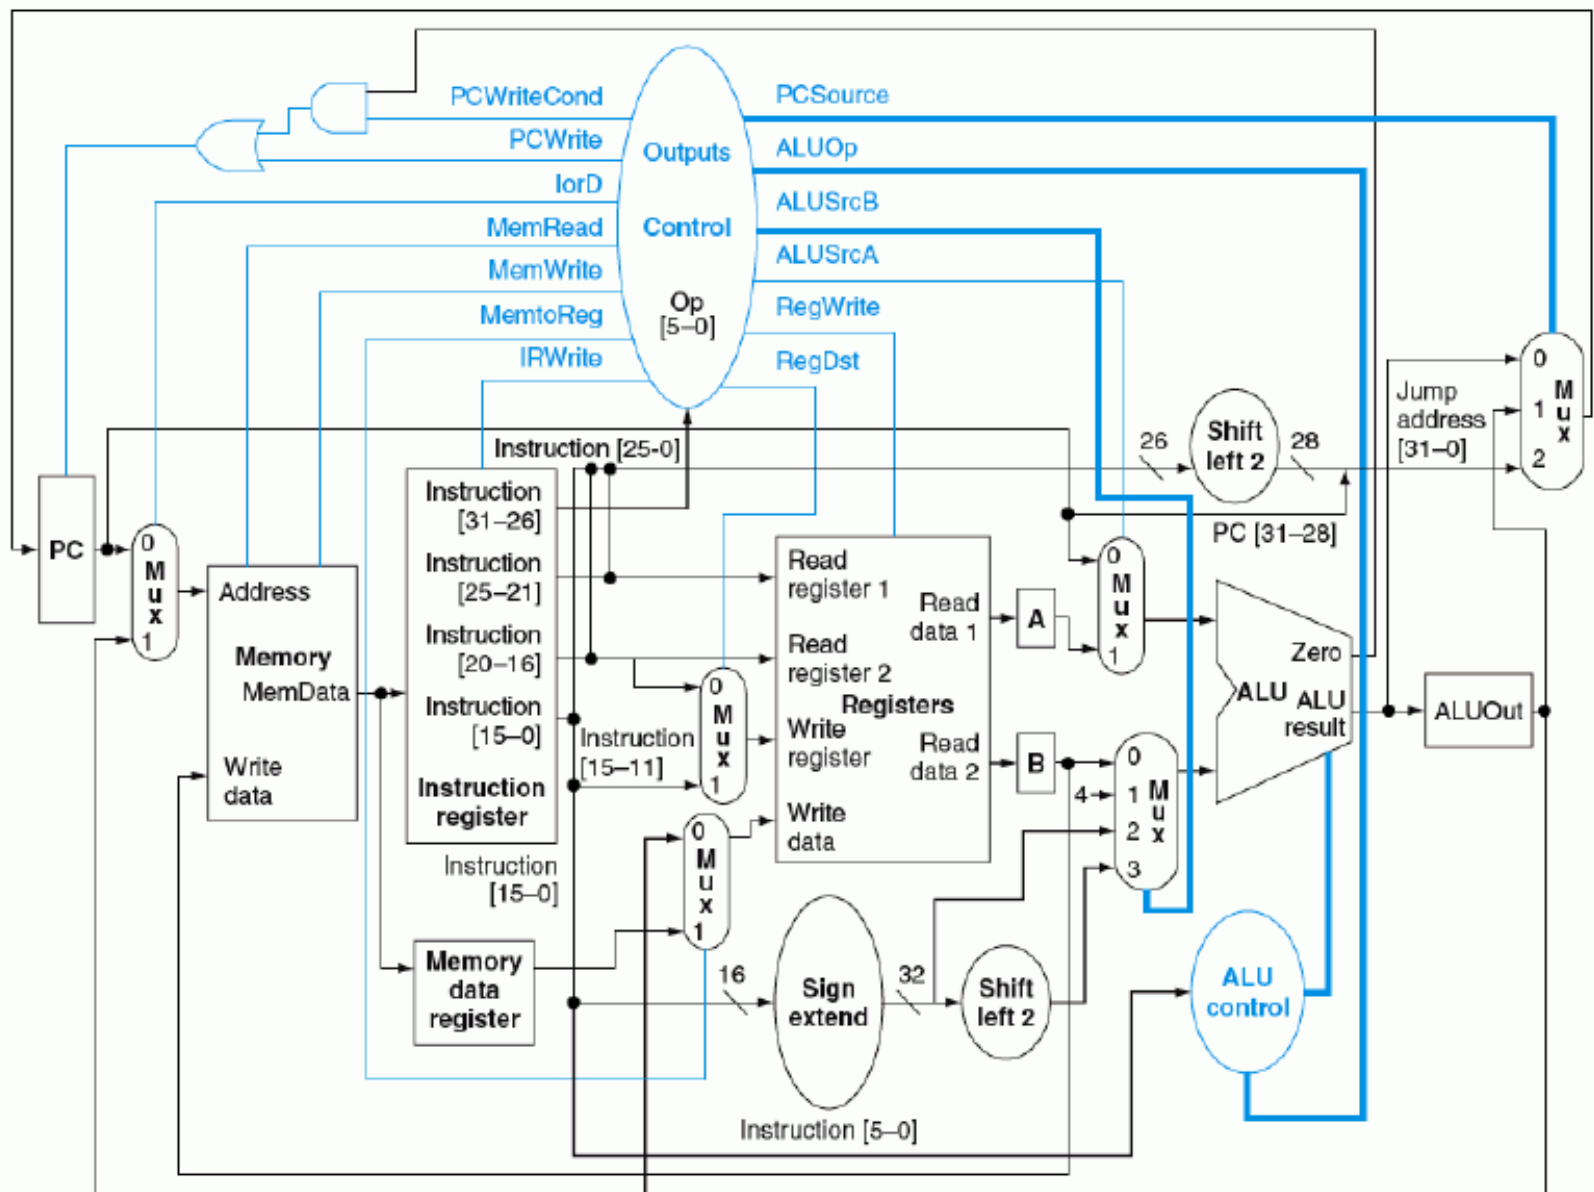 PCWriteCond
PCWrite
IorD
MemRead
MemWrite
MemtoReg
IRWrite
Outputs
Control
Op
[5–0]
PCSource
ALUOp
ALUSrcB
ALUSrcA
RegWrite
RegDst
Instruction [25-0]
26
Shift
left 2
28
Jump
address
[31–0]
0
1
2
M
u
x
PC [31–28]
PC
0
M
u
x
1
Address
Memory
MemData
Write
data
Instruction
[31–26]
Instruction
[25–21]
Instruction
[20–16]
Instruction
[15–0]
Instruction
register
Instruction
[15–0]
Memory
data
register
Instruction
[15–11]
0
M
u
x
1
0
M
u
x
1
Read
register 1
Read
register 2
Registers
Write
register
Write
data
Read
data 1
Read
data 2
A
B
0
M
u
x
1
0
4
1
2
3
M
u
x
Zero
ALU
ALU
result
ALUOut
16
Sign
extend
32
Shift
left 2
ALU
control
Instruction [5–0]